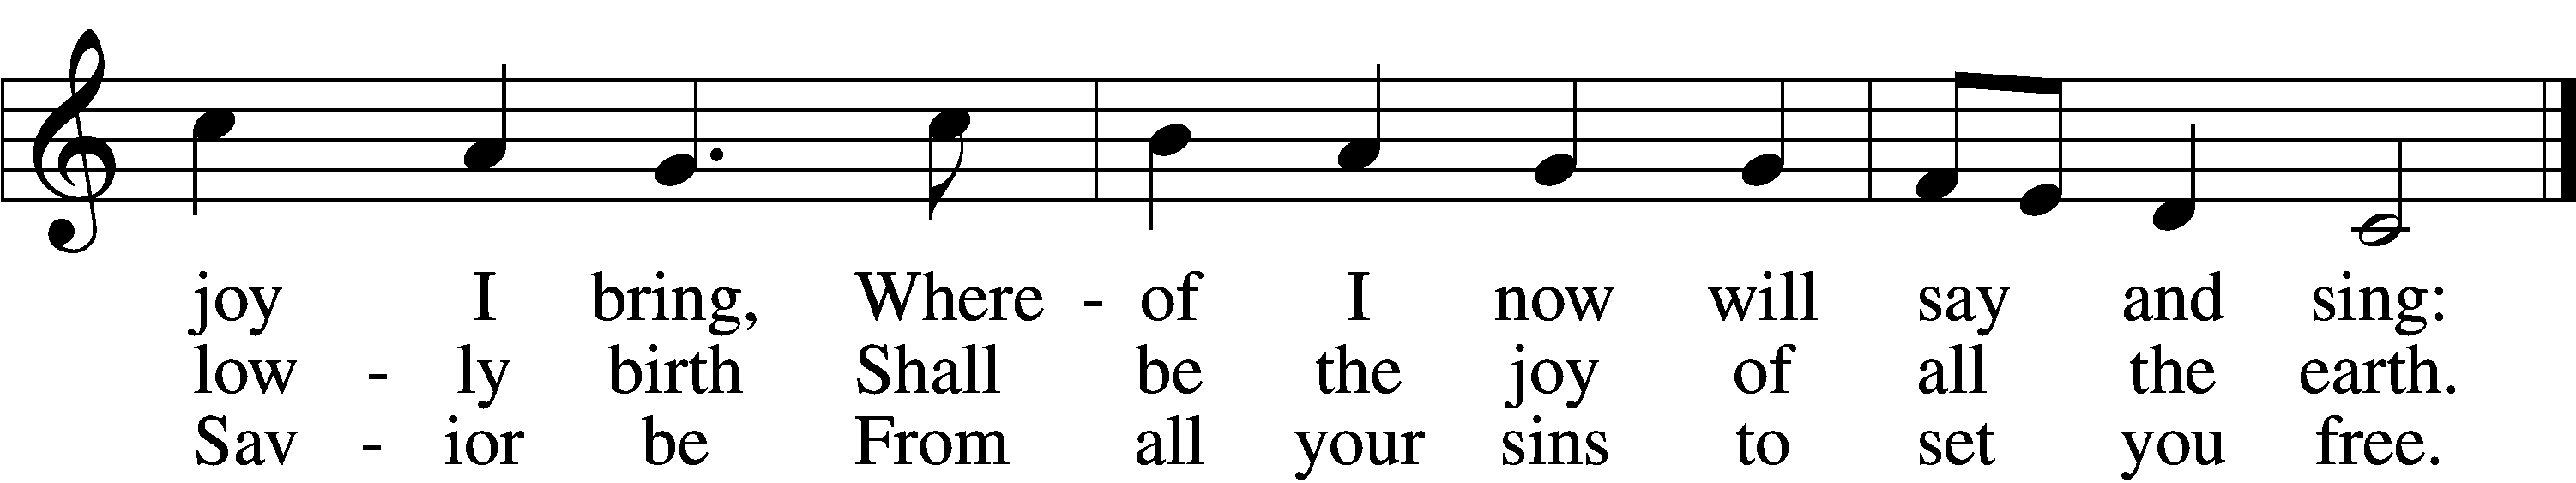 joy I bring, Where - of I now will say and sing:
low - ly birth Shall be the joy of all the earth.
Sav - ior be From all your sins to set you free.